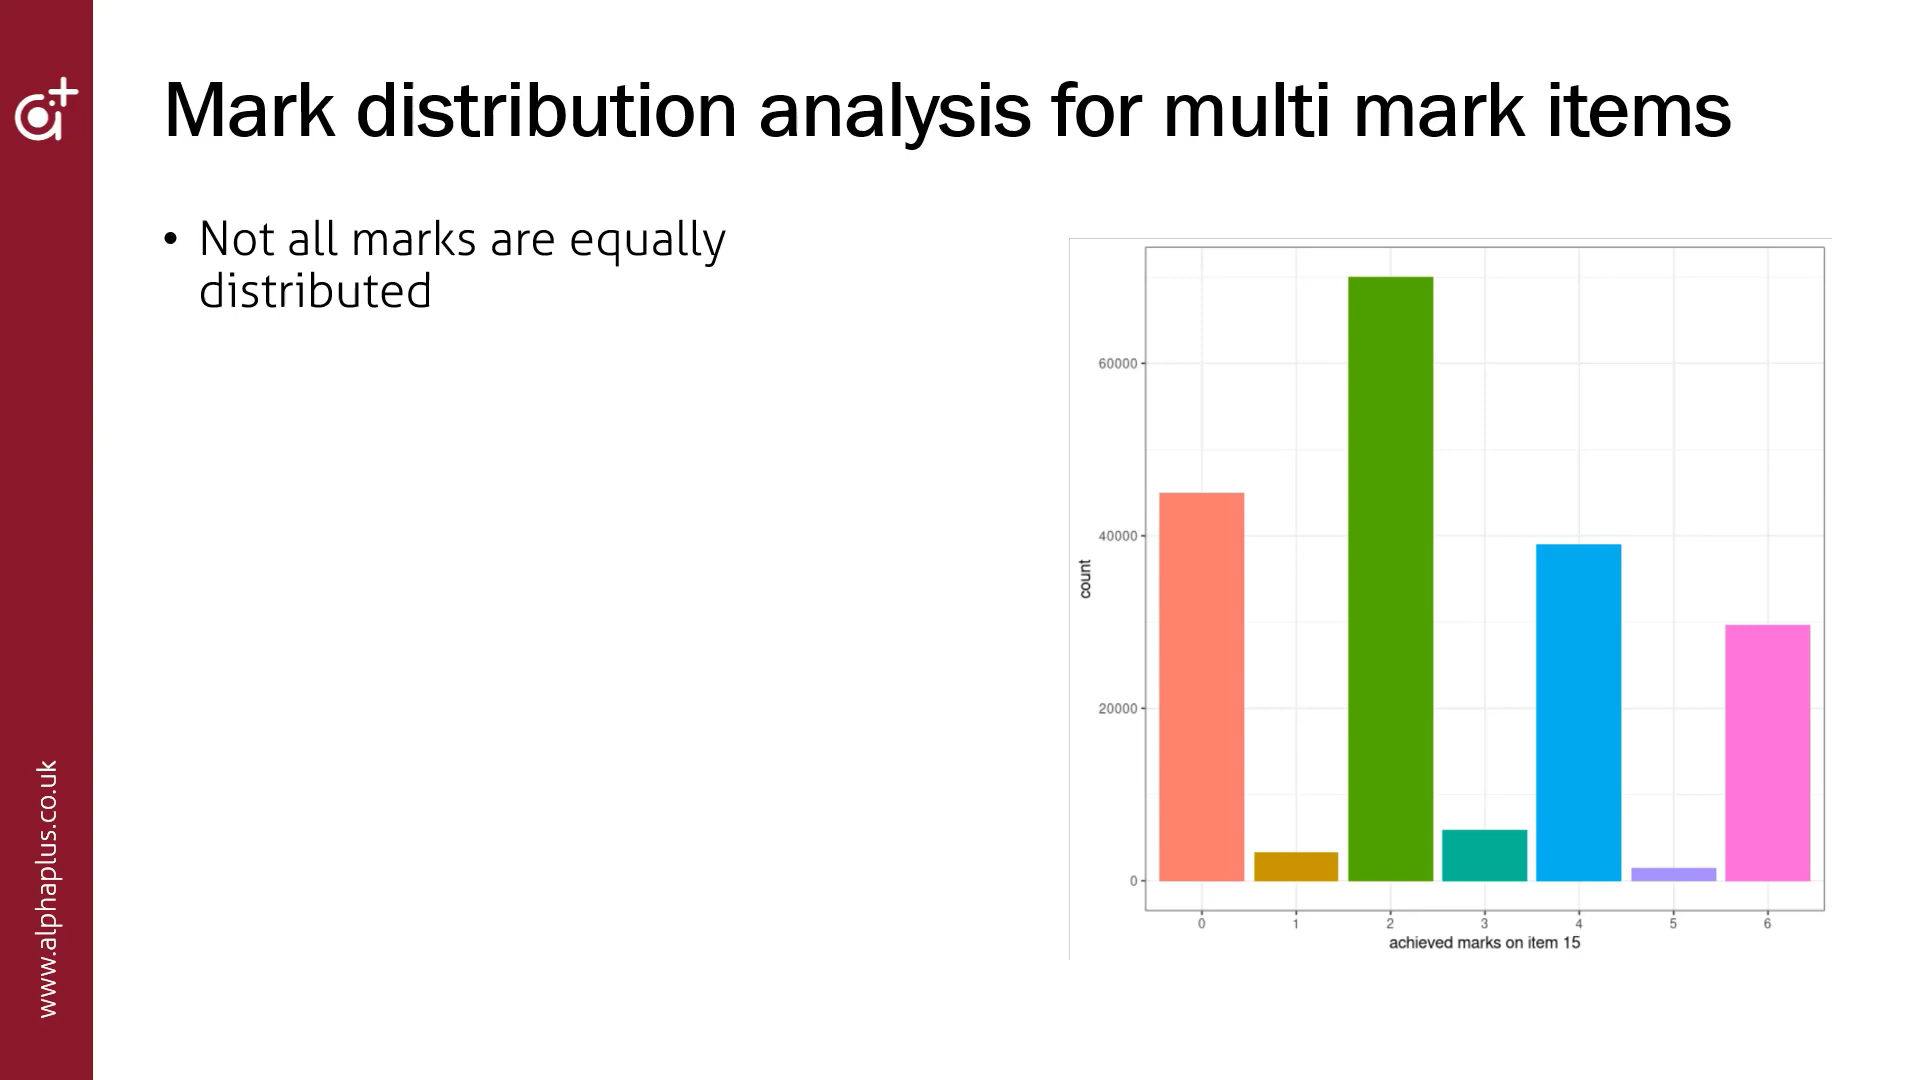 Mark distribution analysis for multi mark items
• Not all marks are equally
distributed
60000
40000
20000
0
count
0 1 2 3 4 5 6
achieved marks on item 15
www.alphaplus.co.uk